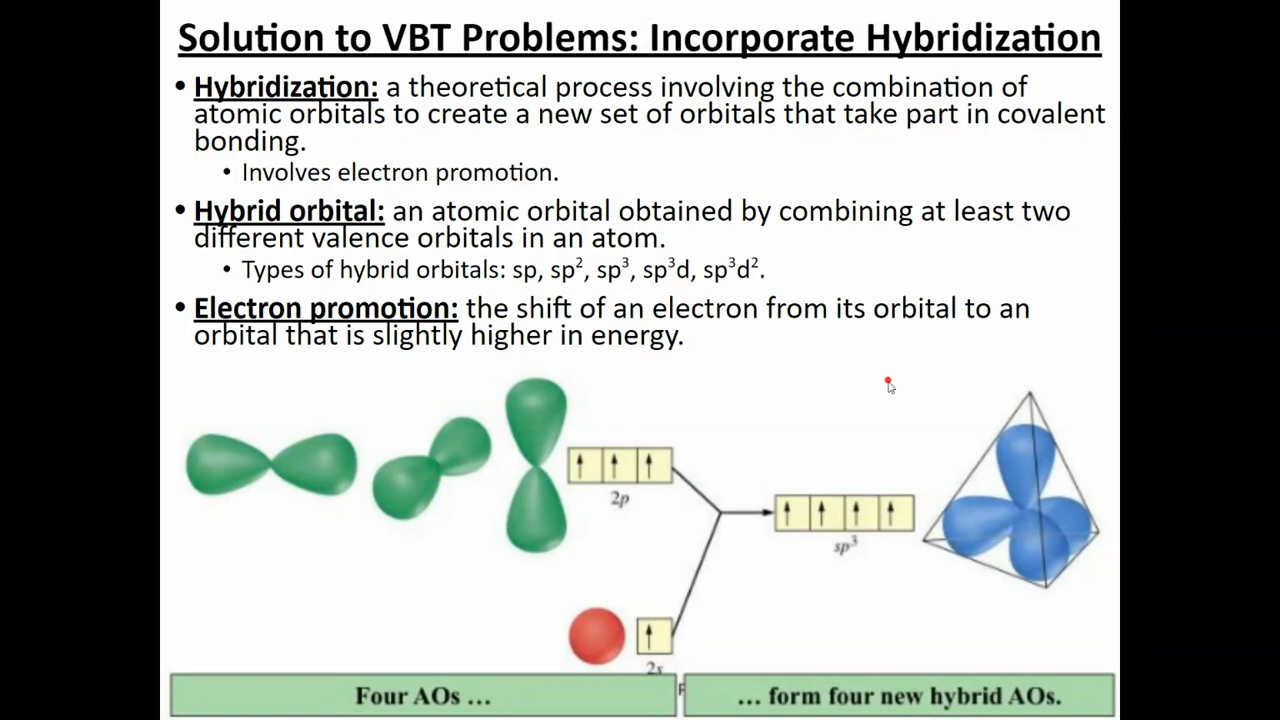 Solution to VBT Problems: Incorporate Hybridization
• Hybridization: a theoretical process involving the combination of
atomic orbitals to create a new set of orbitals that take part in covalent
bonding.
• Involves electron promotion.
• Hybrid orbital: an atomic orbital obtained by combining at least two
different valence orbitals in an atom.
• Types of hybrid orbitals: sp, sp², sp³, sp³d, sp³d².
• Electron promotion: the shift of an electron from its orbital to an
orbital that is slightly higher in energy.
2p
sp³
2s
Four AOs ...
... form four new hybrid AOs.